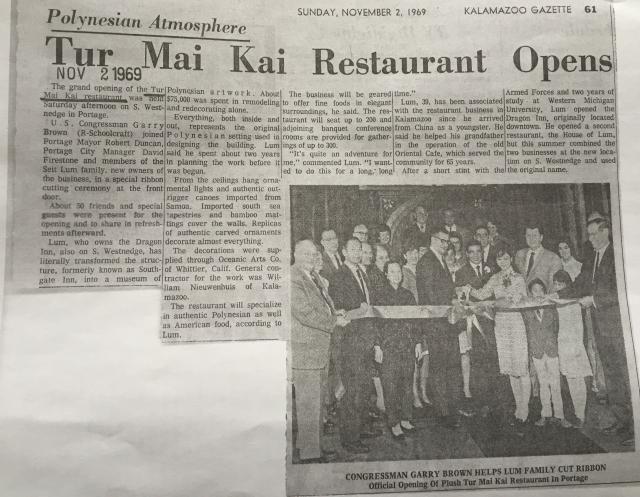 SUNDAY, NOVEMBER 2, 1969
KALAMAZOO GAZETTE 61
Polynesian Atmosphere
Tur Mai Kai Restaurant Opens
NOV 2 1969
The grand opening of the Tur
Mai Kai restaurant was held
Saturday afternoon on S. West-
nedge in Portage.
U.S. Congressman Garry
Brown (R-Schoolcraft) joined
Portage Mayor Robert Duncan,
Portage City Manager David
Firestone and members of the
Seit Lum family, new owners of
the business, in a special ribbon
cutting ceremony at the front
door.
About 50 friends and special
guests were present for the
opening and to share in refresh-
ments afterward.
Lum, who owns the Dragon
Inn, also on S. Westnedge, has
literally transformed the struc-
ture, formerly known as South-
gate Inn, into a museum of
Polynesian artwork. About
$75,000 was spent in remodeling
and redecorating alone.
Everything, both inside and
out, represents the original
Polynesian setting used in
designing the building. Lum
said he spent about two years
in planning the work before it
was begun.
From the ceilings hang orna-
mental lights and authentic out-
rigger canoes imported from
Samoa. Imported south sea
tapestries and bamboo mat-
tings cover the walls. Replicas
of authentic carved ornaments
decorate almost everything.
The decorations were sup-
plied through Oceanic Arts Co.
of Whittier, Calif. General con-
tractor for the work was Wil-
liam Nieuwenhuis of Kala-
mazoo.
The restaurant will specialize
in authentic Polynesian as well
as American food, according to
Lum.
The business will be geared
to offer fine foods in elegant
surroundings, he said. The res-
taurant will seat up to 200 and
adjoining banquet conference
rooms are provided for gather-
ings of up to 300.
"It's quite an adventure for
me," commented Lum. "I want-
ed to do this for a long, long
time."
Lum, 39, has been associated
with the restaurant business in
Kalamazoo since he arrived
from China as a youngster. He
said he helped his grandfather
in the operation of the old
Oriental Cafe, which served the
community for 65 years.
After a short stint with the
Armed Forces and two years of
study at Western Michigan
University, Lum opened the
Dragon Inn, originally located
downtown. He opened a second
restaurant, the House of Lum,
but this summer combined the
two businesses at the new loca-
tion on S. Westnedge and used
the original name.
CONGRESSMAN GARRY BROWN HELPS LUM FAMILY CUT RIBBON
Official Opening Of Plush Tur Mai Kai Restaurant In Portage